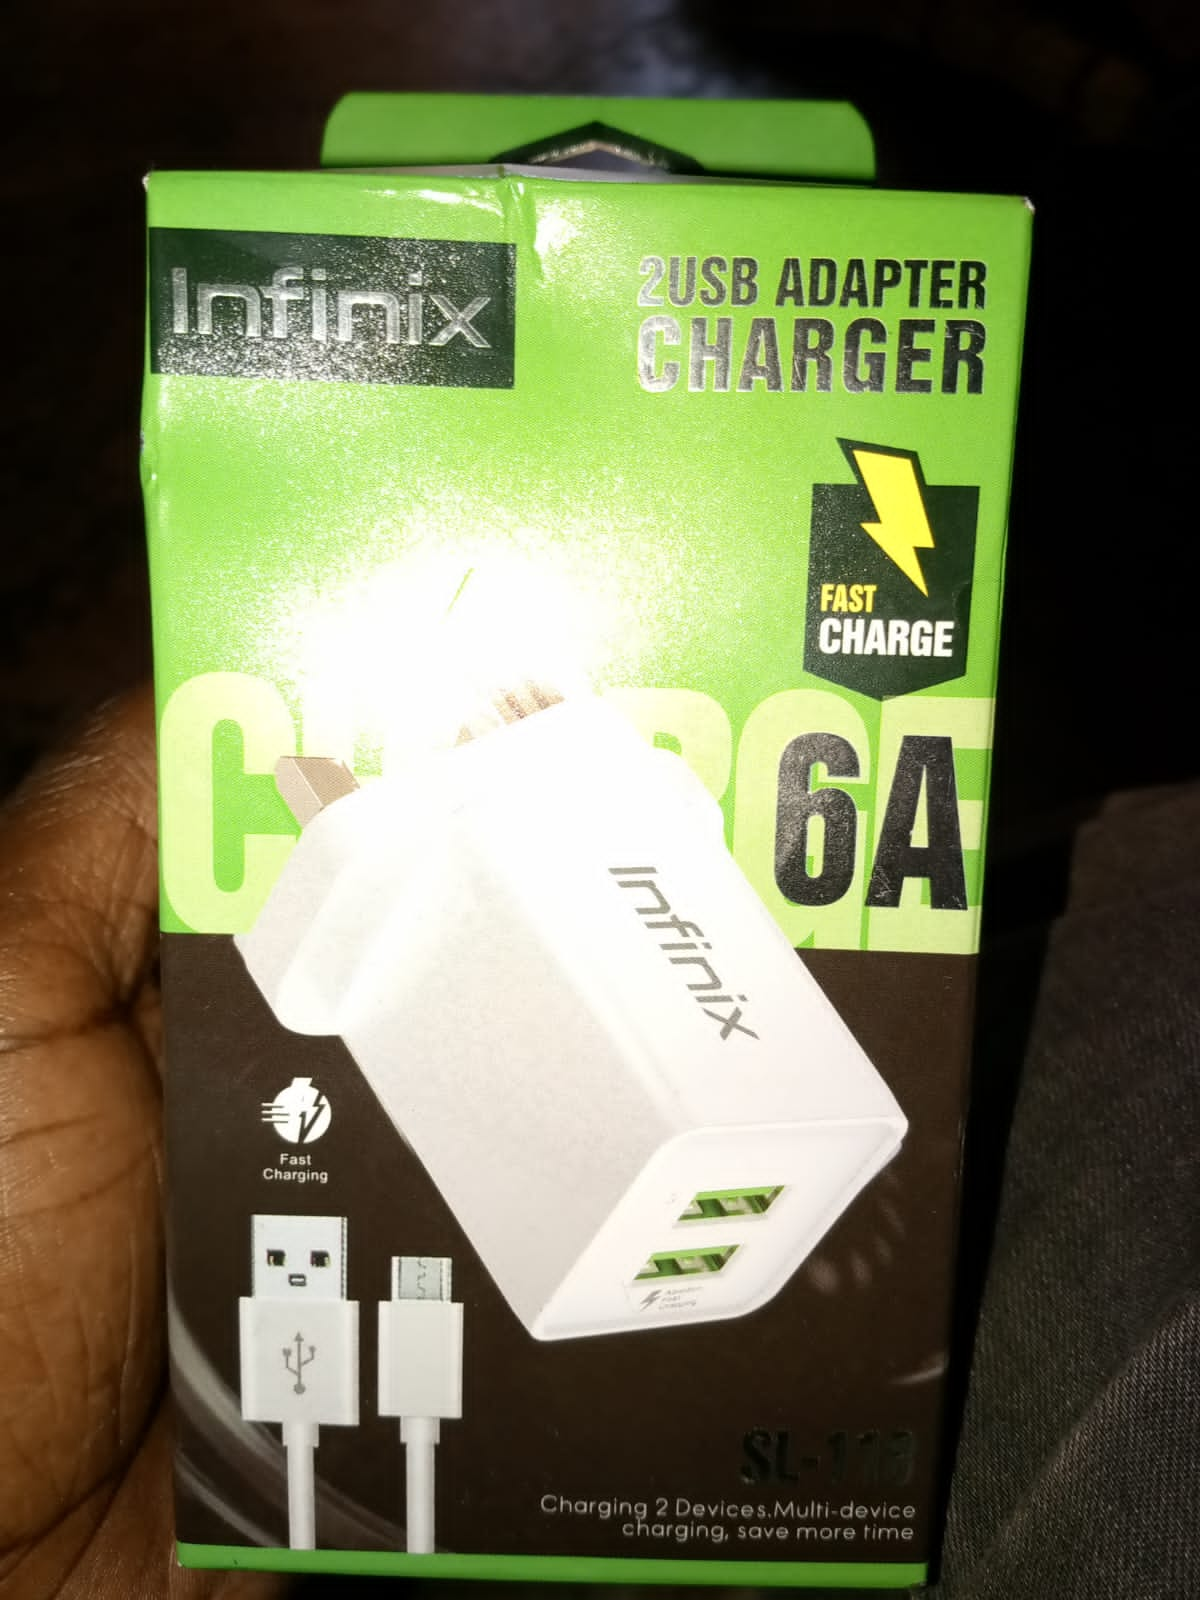 Infinix
2USB ADAPTER
CHARGER
FAST
CHARGE
6A
Infinix
Fast
Charging
Charging 2 Devices.Multi-device
charging, save more time